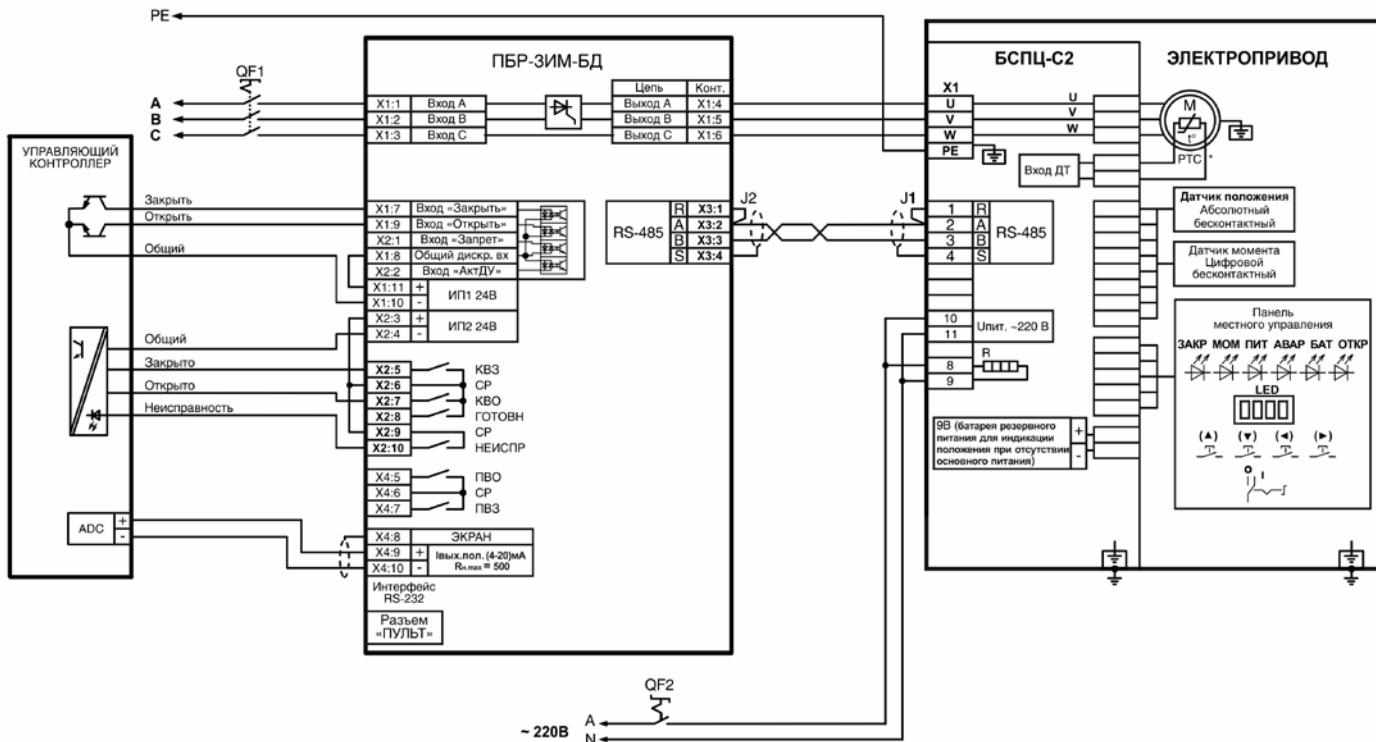 PE
ПБР-ЗИМ-БД
QF1
A
B
C
Цепь
Конт.
X1:1
Вход А
Выход А
X1:4
X1:2
Вход В
Выход В
X1:5
X1:3
Вход С
Выход С
X1:6
УПРАВЛЯЮЩИЙ
КОНТРОЛЛЕР
Закрыть
Открыть
Общий
X1:7
Вход «Закрыть»
X1:9
Вход «Открыть»
X2:1
Вход «Запрет»
X1:8
Общий дискр. вх
X2:2
Вход «АктДУ»
X1:11
+
X1:10
-
ИП1 24В
X2:3
+
X2:4
-
ИП2 24В
RS-485
R
X3:1
A
X3:2
B
X3:3
S
X3:4
J2
J1
Общий
Закрыто
Открыто
Неисправность
X2:5
КВЗ
X2:6
СР
X2:7
КВО
X2:8
ГОТОВН
X2:9
СР
X2:10
НЕИСПР
X4:5
ПВО
X4:6
СР
X4:7
ПВЗ
ADC
+
-
X4:8
ЭКРАН
X4:9
+
X4:10
-
Iвых.пол. (4-20)мА
Rн.max = 500
Интерфейс
RS-232
Разъем
«ПУЛЬТ»
QF2
~ 220В
A
N
БСПЦ-С2
ЭЛЕКТРОПРИВОД
X1
U
V
W
PE
U
V
W
M
t°
РТС *
Вход ДТ
1
R
2
A
3
B
4
S
RS-485
10
11
Uпит. ~220 В
8
9
R
Датчик положения
Абсолютный
бесконтактный
Датчик момента
Цифровой
бесконтактный
Панель
местного управления
ЗАКР МОМ ПИТ АВАР БАТ ОТКР
LED
(▲) (▼) (◄) (►)
O
I
9В (батарея резервного
питания для индикации
положения при отсутствии
основного питания)
+
-